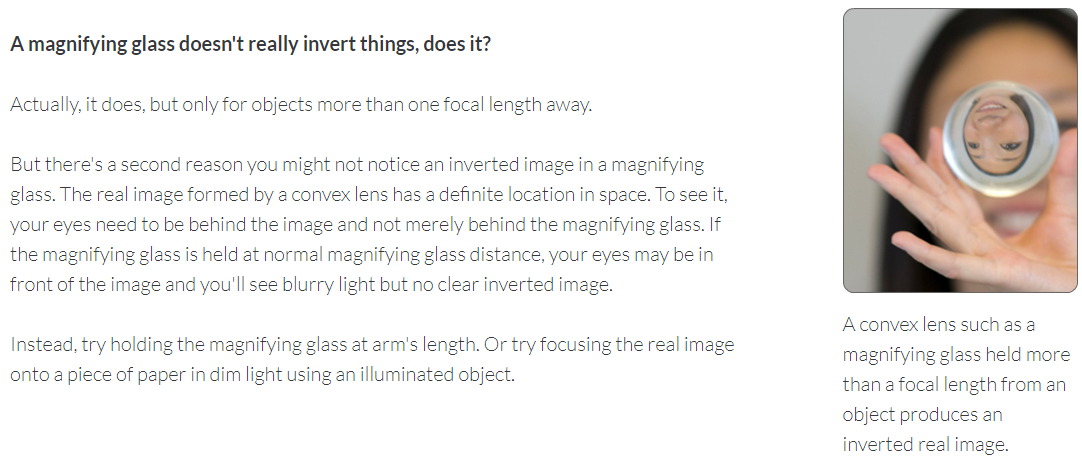 A magnifying glass doesn't really invert things, does it?
Actually, it does, but only for objects more than one focal length away.
But there's a second reason you might not notice an inverted image in a magnifying
glass. The real image formed by a convex lens has a definite location in space. To see it,
your eyes need to be behind the image and not merely behind the magnifying glass. If
the magnifying glass is held at normal magnifying glass distance, your eyes may be in
front of the image and you'll see blurry light but no clear inverted image.
Instead, try holding the magnifying glass at arm's length. Or try focusing the real image
onto a piece of paper in dim light using an illuminated object.
A convex lens such as a
magnifying glass held more
than a focal length from an
object produces an
inverted real image.